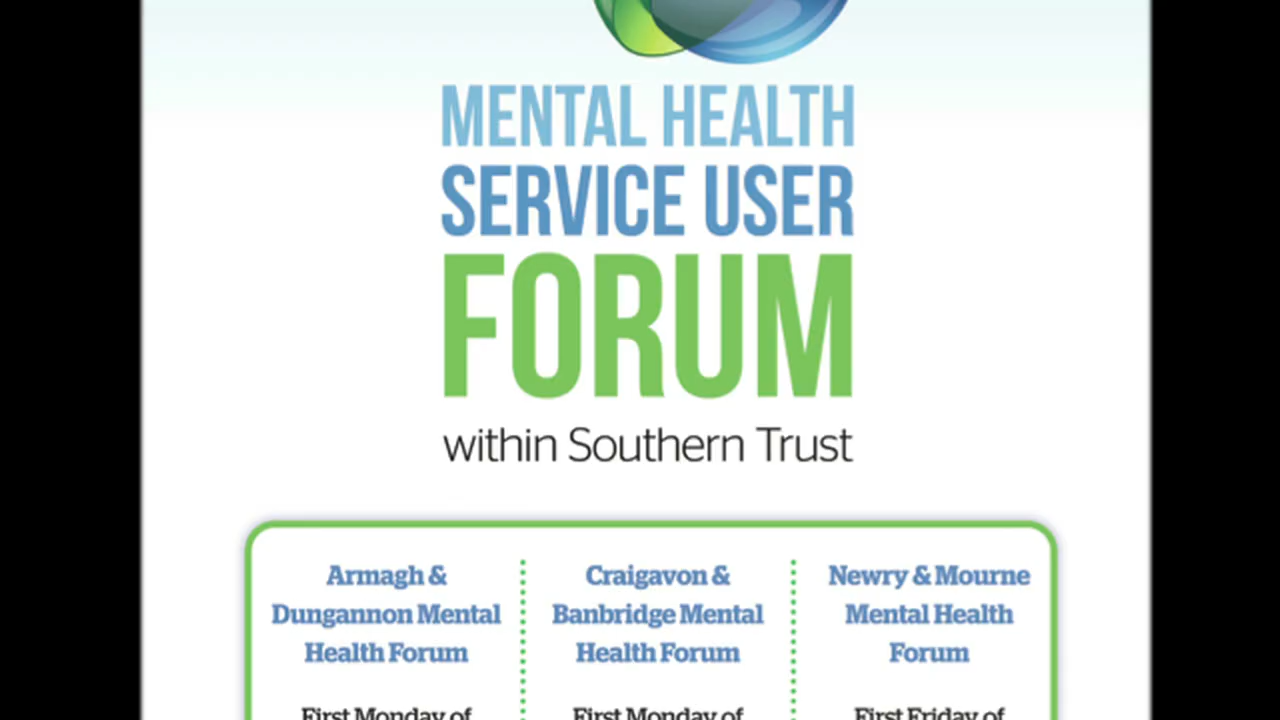 MENTAL HEALTH
SERVICE USER
FORUM
within Southern Trust
Armagh &
Dungannon Mental
Health Forum
First Monday of
Craigavon &
Banbridge Mental
Health Forum
First Monday of
Newry & Mourne
Mental Health
Forum
First Friday of